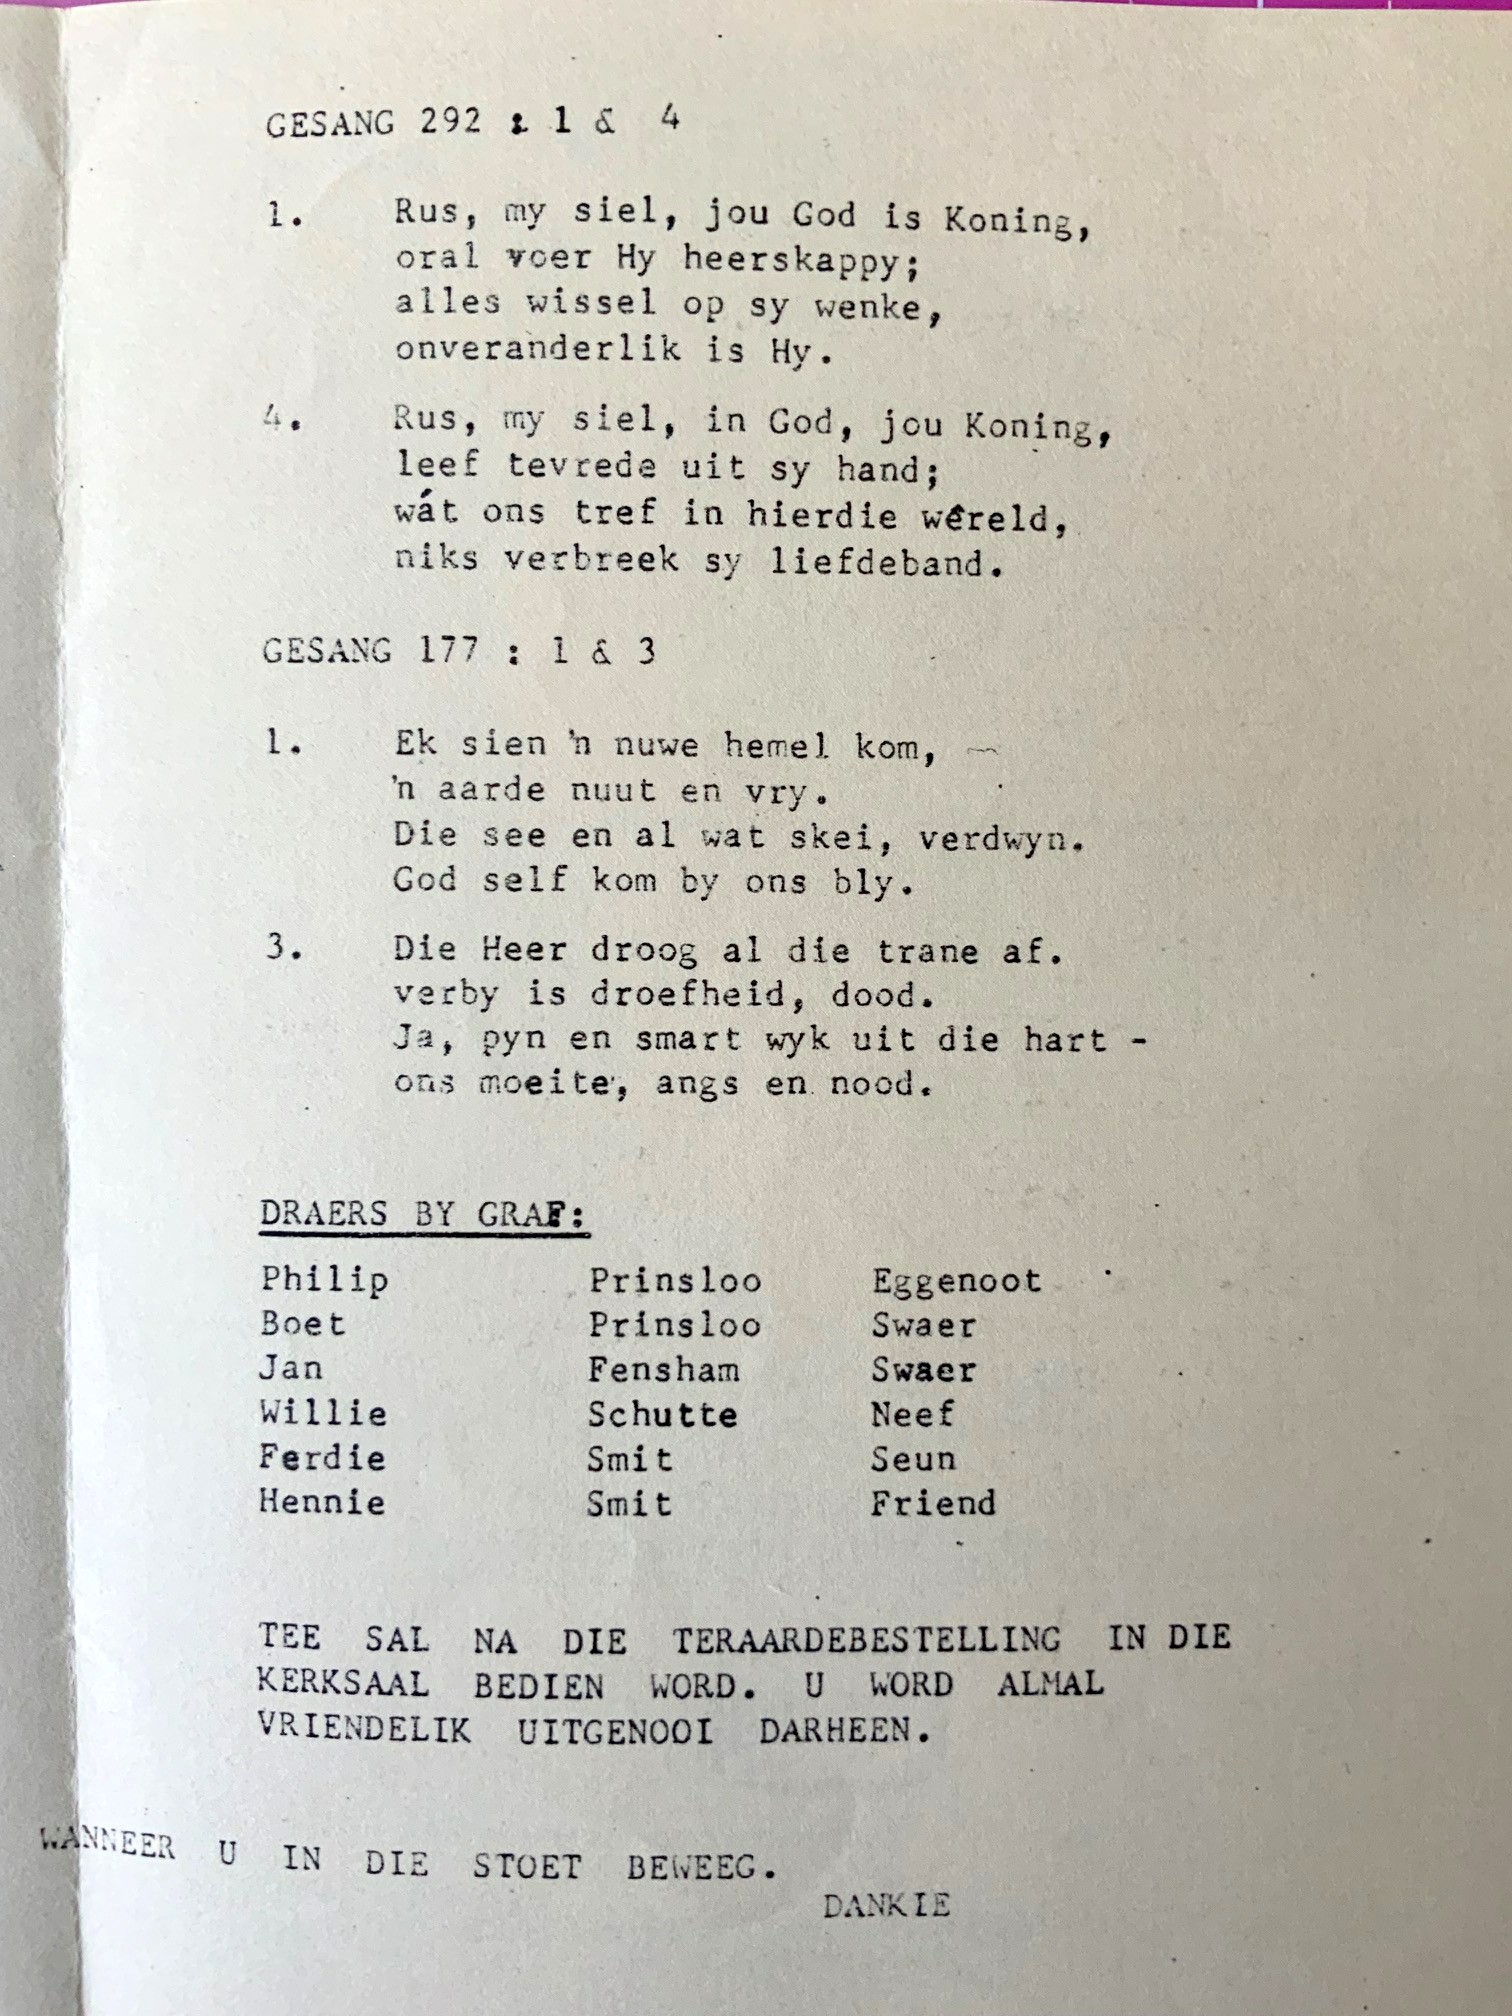 GESANG 292 : 1 & 4
1. Rus, my siel, jou God is Koning,
oral voer Hy heerskappy;
alles wissel op sy wenke,
onveranderlik is Hy.
4. Rus, my siel, in God, jou Koning,
leef tevrede uit sy hand;
wát ons tref in hierdie wêreld,
niks verbreek sy liefdeband.
GESANG 177 : 1 & 3
1. Ek sien 'n nuwe hemel kom,
'n aarde nuut en vry.
Die see en al wat skei, verdwyn.
God self kom by ons bly.
3. Die Heer droog al die trane af.
verby is droefheid, dood.
Ja, pyn en smart wyk uit die hart -
ons moeite, angs en nood.
DRAERS BY GRAF:
Philip Prinsloo Eggenoot
Boet Prinsloo Swaer
Jan Fensham Swaer
Willie Schutte Neef
Ferdie Smit Seun
Hennie Smit Friend
TEE SAL NA DIE TERAARDEBESTELLING IN DIE
KERKSAAL BEDIEN WORD. U WORD ALMAL
VRIENDELIK UITGENOOI DARHEEN.
WANNEER U IN DIE STOET BEWEEG.
DANKIE